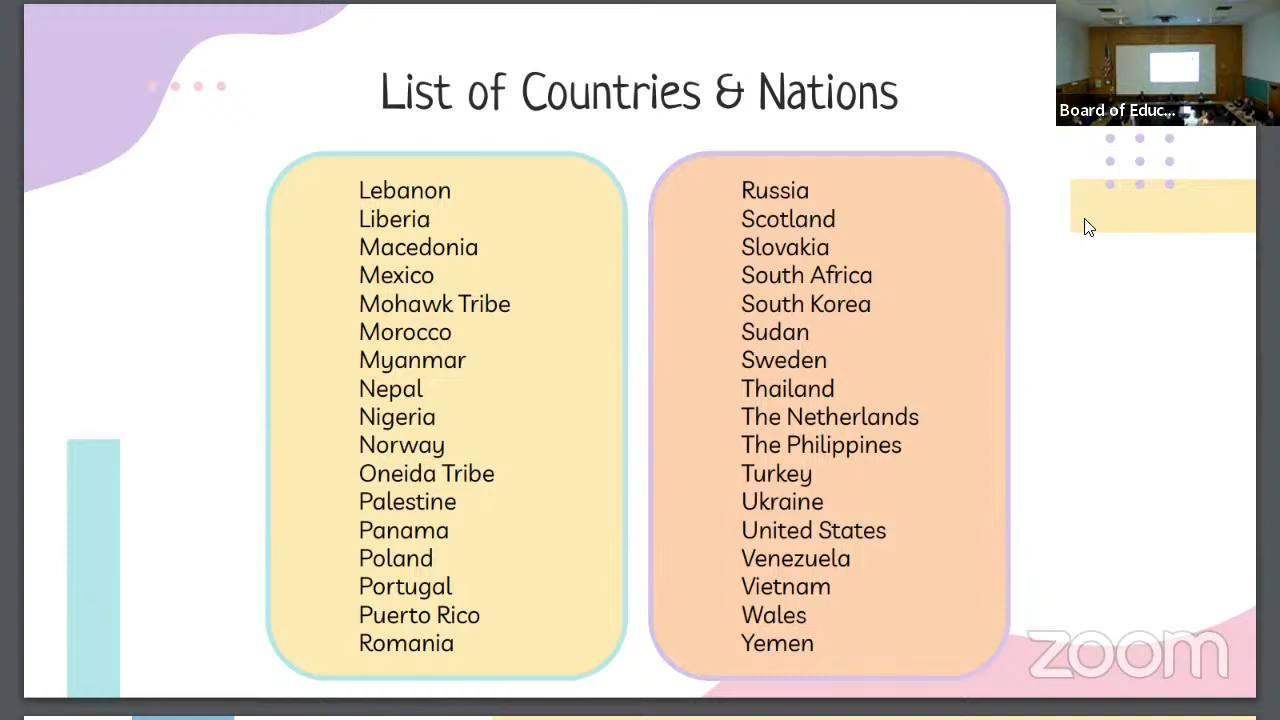 List of Countries & Nations
Board of Educ...
Lebanon
Liberia
Macedonia
Mexico
Mohawk Tribe
Morocco
Myanmar
Nepal
Nigeria
Norway
Oneida Tribe
Palestine
Panama
Poland
Portugal
Puerto Rico
Romania
Russia
Scotland
Slovakia
South Africa
South Korea
Sudan
Sweden
Thailand
The Netherlands
The Philippines
Turkey
Ukraine
United States
Venezuela
Vietnam
Wales
Yemen
zoom